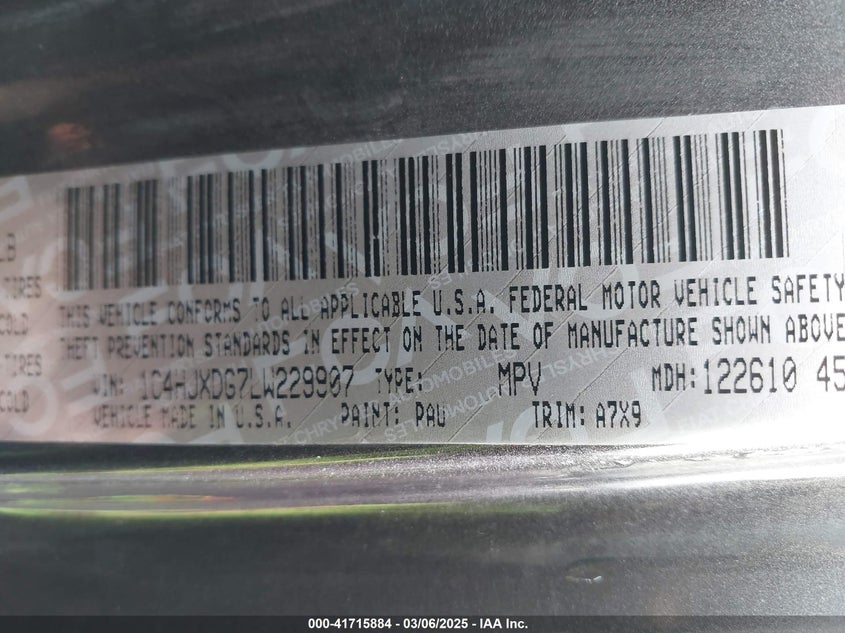 LB
TIRES
COLD
TIRES
COLD
THIS VEHICLE CONFORMS TO ALL APPLICABLE U.S.A. FEDERAL MOTOR VEHICLE SAFETY
THEFT PREVENTION STANDARDS IN EFFECT ON THE DATE OF MANUFACTURE SHOWN ABOVE
VIN: 1C4HJXDG7LW229907 TYPE: MPV MDH: 122610 45
VEHICLE MADE IN U.S.A. PAINT: PAU TRIM: A7X9
000-41715884 - 03/06/2025 - IAA Inc.